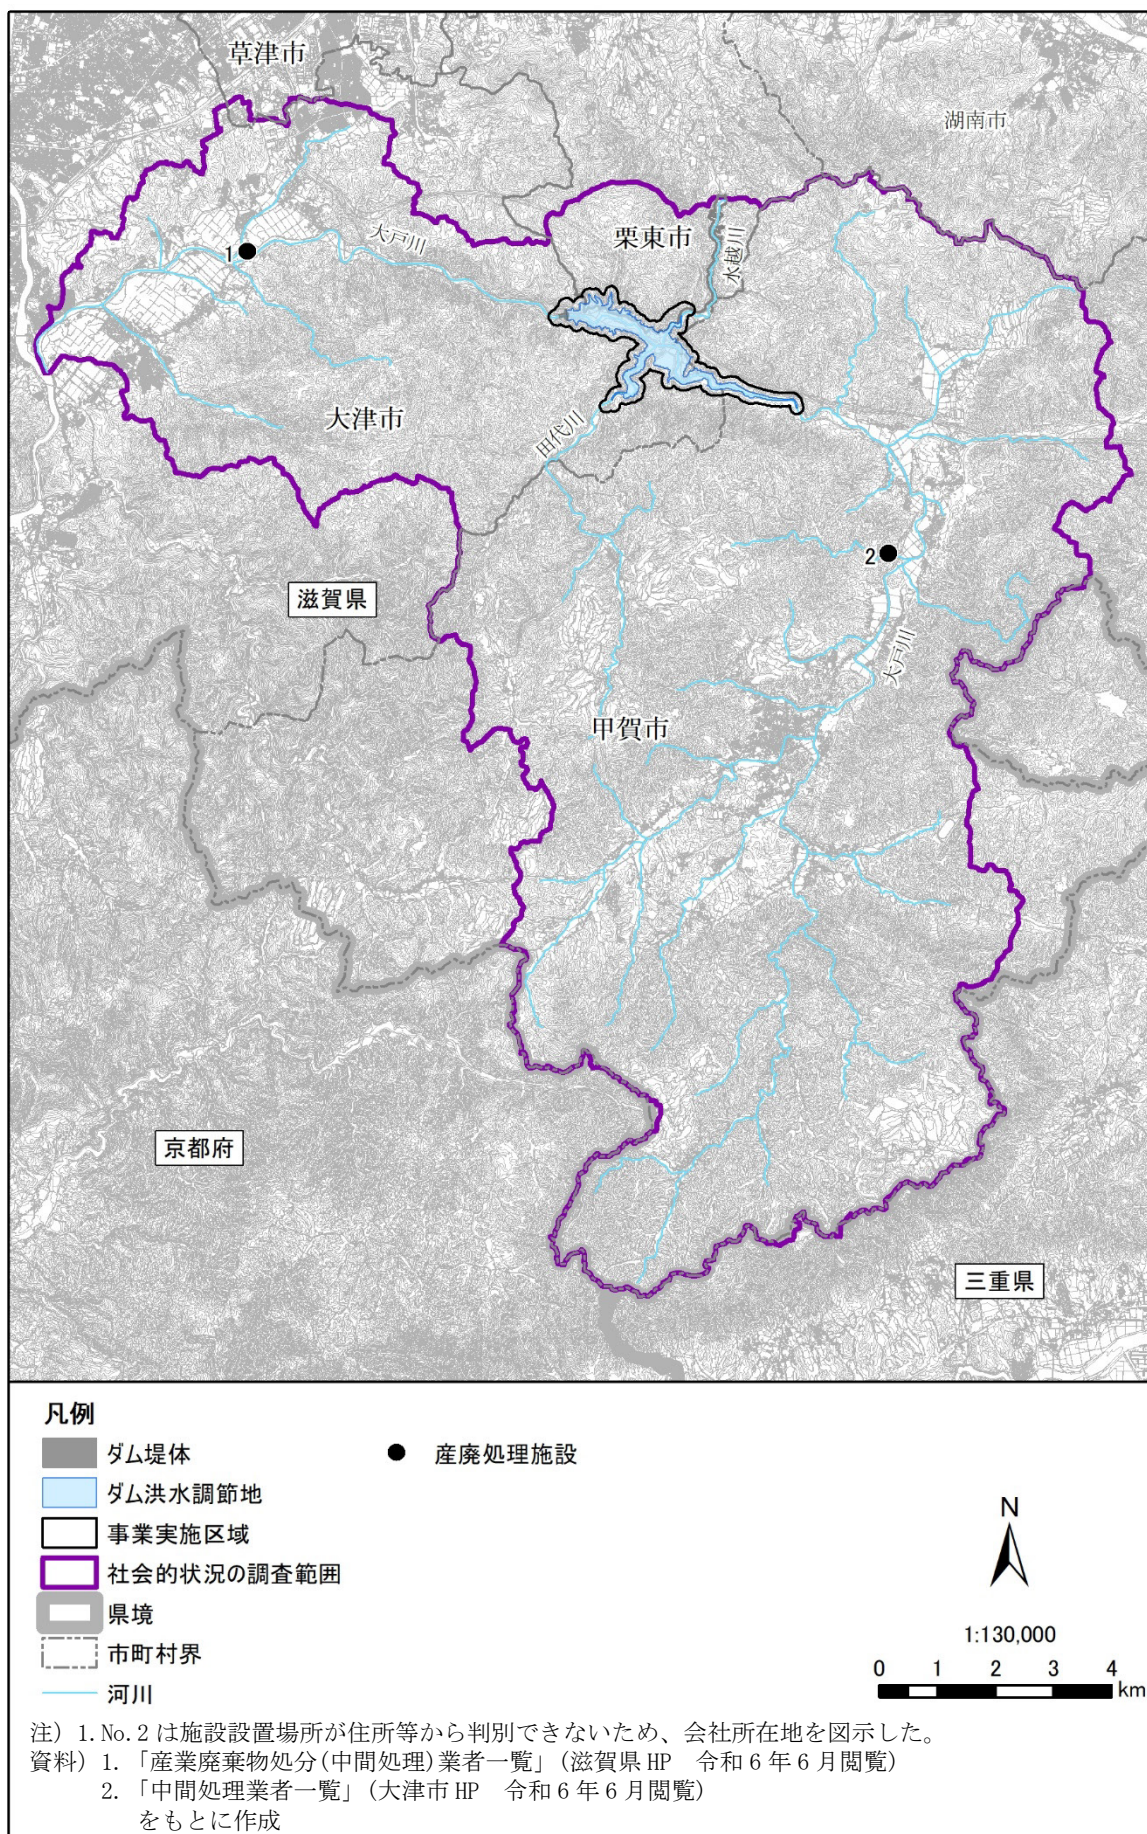 草津市
湖南市
栗東市
水越川
大戸川
1
大津市
田代川
2
滋賀県
大戸川
甲賀市
京都府
三重県
凡例
ダム堤体
産廃処理施設
ダム洪水調節地
事業実施区域
社会的状況の調査範囲
県境
市町村界
河川
N
1:130,000
0 1 2 3 4
km
注) 1. No. 2 は施設設置場所が住所等から判別できないため、会社所在地を図示した。
資料) 1. 「産業廃棄物処分(中間処理)業者一覧」(滋賀県 HP 令和 6 年 6 月閲覧)
2. 「中間処理業者一覧」(大津市 HP 令和 6 年 6 月閲覧)
をもとに作成